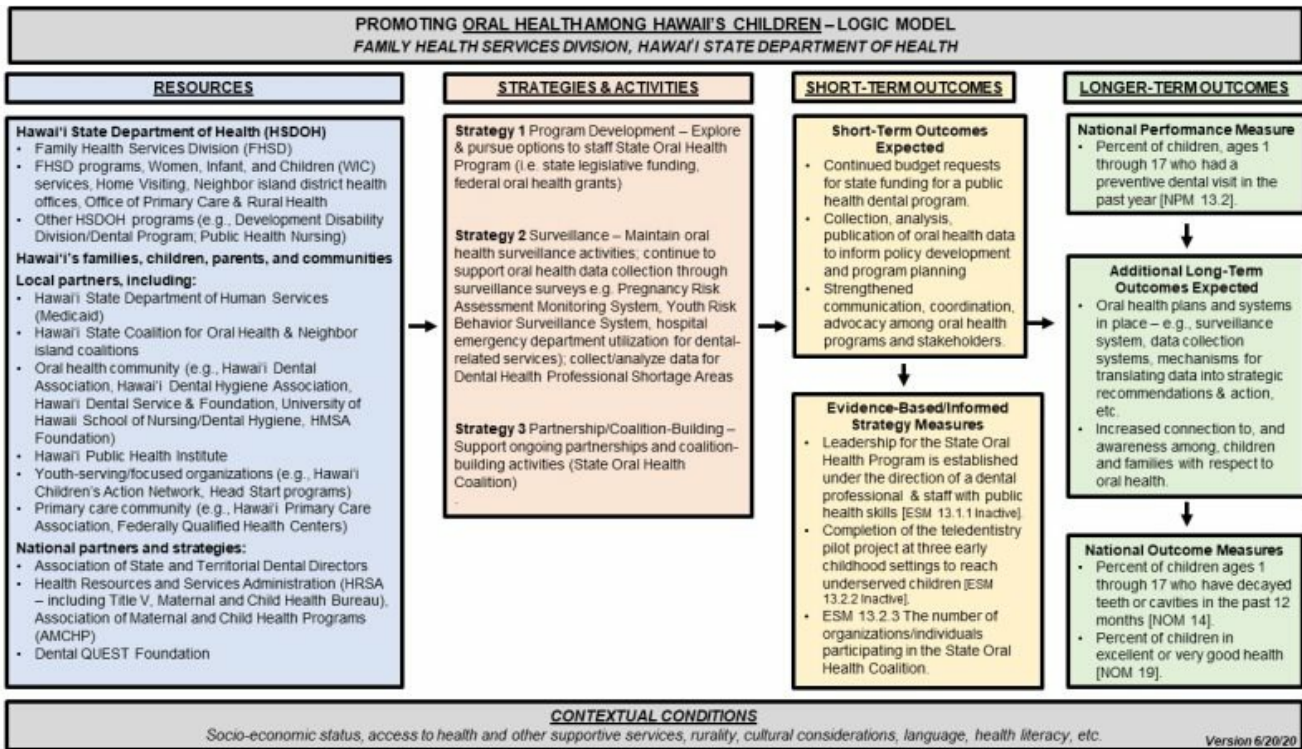 PROMOTING ORAL HEALTHAMONG HAWAII'S CHILDREN – LOGIC MODEL
FAMILY HEALTH SERVICES DIVISION, HAWAI'I STATE DEPARTMENT OF HEALTH
RESOURCES
Hawai'i State Department of Health (HSDOH)
• Family Health Services Division (FHSD)
• FHSD programs, Women, Infant, and Children (WIC)
services, Home Visiting, Neighbor island district health
offices, Office of Primary Care & Rural Health
• Other HSDOH programs (e.g., Development Disability
Division/Dental Program; Public Health Nursing)
Hawai'i's families, children, parents, and communities
Local partners, including:
• Hawai'i State Department of Human Services
(Medicaid)
• Hawai'i State Coalition for Oral Health & Neighbor
island coalitions
• Oral health community (e.g., Hawai'i Dental
Association, Hawai'i Dental Hygiene Association,
Hawai'i Dental Service & Foundation, University of
Hawaii School of Nursing/Dental Hygiene, HMSA
Foundation)
• Hawai'i Public Health Institute
• Youth-serving/focused organizations (e.g., Hawai'i
Children's Action Network, Head Start programs)
• Primary care community (e.g., Hawai'i Primary Care
Association, Federally Qualified Health Centers)
National partners and strategies:
• Association of State and Territorial Dental Directors
• Health Resources and Services Administration (HRSA
– including Title V, Maternal and Child Health Bureau),
Association of Maternal and Child Health Programs
(AMCHP)
• Dental QUEST Foundation
STRATEGIES & ACTIVITIES
Strategy 1 Program Development – Explore
& pursue options to staff State Oral Health
Program (i.e. state legislative funding,
federal oral health grants)
Strategy 2 Surveillance – Maintain oral
health surveillance activities; continue to
support oral health data collection through
surveillance surveys e.g. Pregnancy Risk
Assessment Monitoring System, Youth Risk
Behavior Surveillance System, hospital
emergency department utilization for dental-
related services); collect/analyze data for
Dental Health Professional Shortage Areas
Strategy 3 Partnership/Coalition-Building –
Support ongoing partnerships and coalition-
building activities (State Oral Health
Coalition)
.
SHORT-TERM OUTCOMES
Short-Term Outcomes
Expected
• Continued budget requests
for state funding for a public
health dental program.
• Collection, analysis,
publication of oral health data
to inform policy development
and program planning
• Strengthened
communication, coordination,
advocacy among oral health
programs and stakeholders.
Evidence-Based/Informed
Strategy Measures
• Leadership for the State Oral
Health Program is established
under the direction of a dental
professional & staff with public
health skills [ESM 13.1.1 Inactive].
• Completion of the teledentistry
pilot project at three early
childhood settings to reach
underserved children [ESM
13.2.2 Inactive].
• ESM 13.2.3 The number of
organizations/individuals
participating in the State Oral
Health Coalition.
LONGER-TERM OUTCOMES
National Performance Measure
• Percent of children, ages 1
through 17 who had a
preventive dental visit in the
past year [NPM 13.2].
Additional Long-Term
Outcomes Expected
• Oral health plans and systems
in place – e.g., surveillance
system, data collection
systems, mechanisms for
translating data into strategic
recommendations & action,
etc.
• Increased connection to, and
awareness among, children
and families with respect to
oral health.
National Outcome Measures
• Percent of children ages 1
through 17 who have decayed
teeth or cavities in the past 12
months [NOM 14].
• Percent of children in
excellent or very good health
[NOM 19].
CONTEXTUAL CONDITIONS
Socio-economic status, access to health and other supportive services, rurality, cultural considerations, language, health literacy, etc.
Version 6/20/20